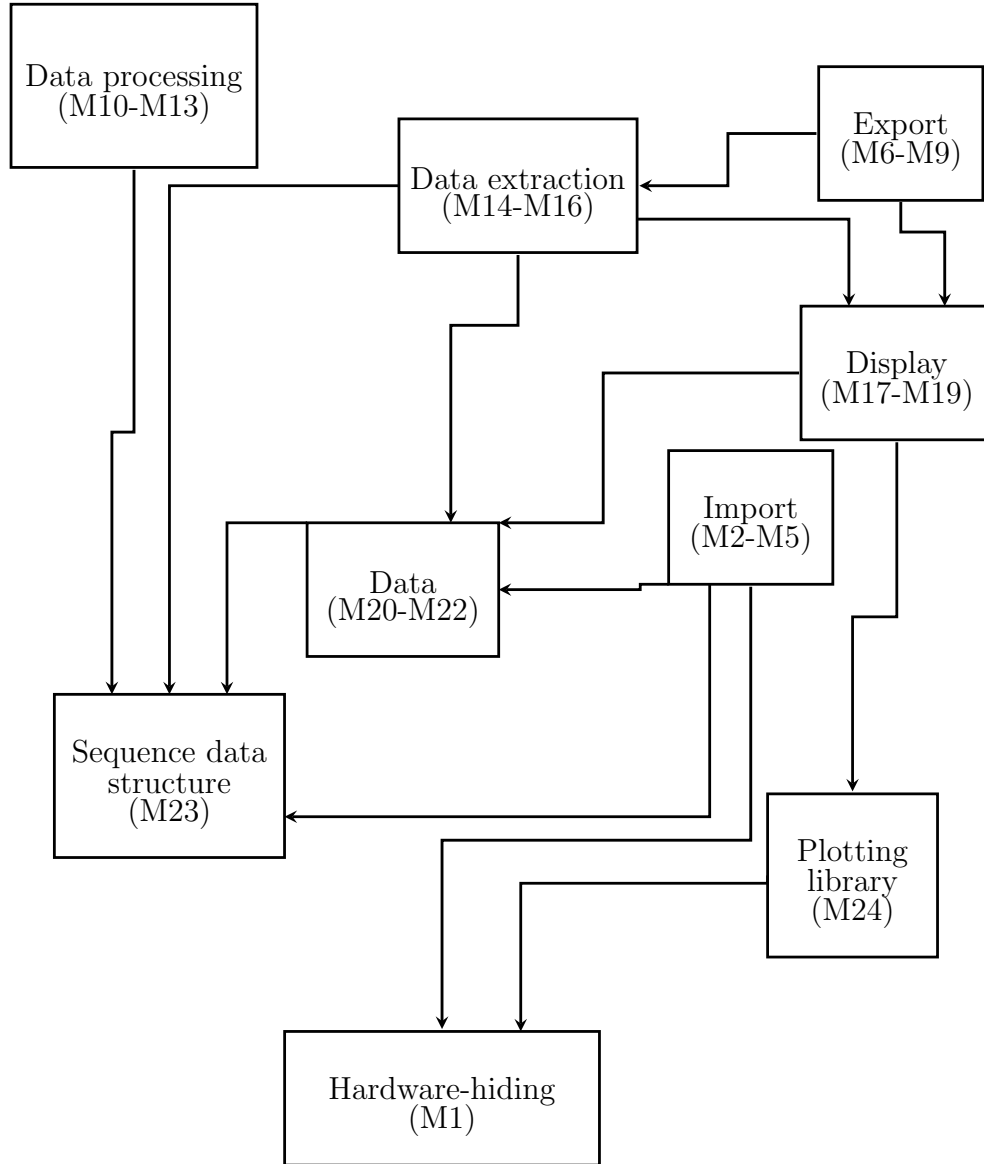 Data processing
(M10-M13)
Export
(M6-M9)
Data extraction
(M14-M16)
Display
(M17-M19)
Import
(M2-M5)
Data
(M20-M22)
Sequence data
structure
(M23)
Plotting
library
(M24)
Hardware-hiding
(M1)